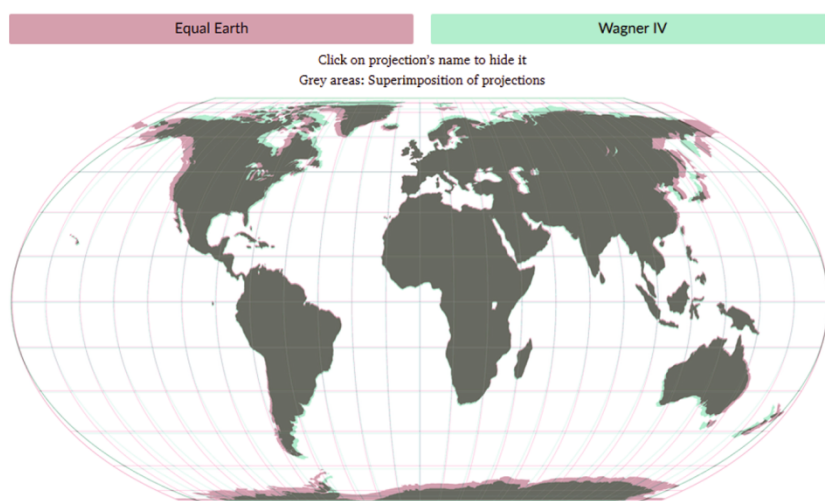 Equal Earth
Wagner IV
Click on projection's name to hide it
Grey areas: Superimposition of projections